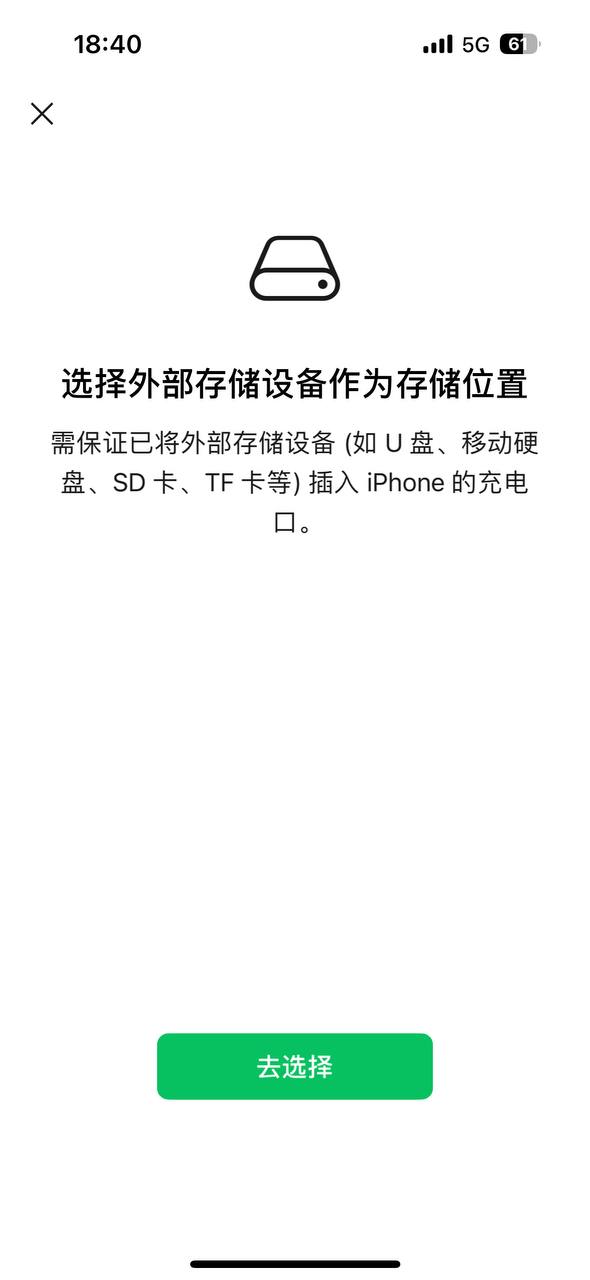 18:40 5G 61
选择外部存储设备作为存储位置
需保证已将外部存储设备 (如 U 盘、移动硬
盘、SD 卡、TF 卡等) 插入 iPhone 的充电
口。
去选择